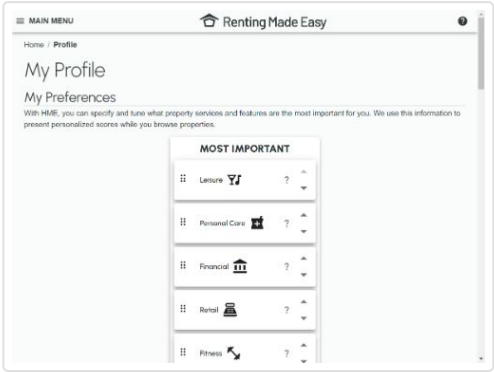 MAIN MENU
Renting Made Easy
?
Home / Profile
My Profile
My Preferences
With HME, you can specify and tune what property services and features are the most important for you. We use this information to
present personalized scores while you browse properties.
MOST IMPORTANT
Leisure ?
Personal Care ?
Financial ?
Retail ?
Fitness ?